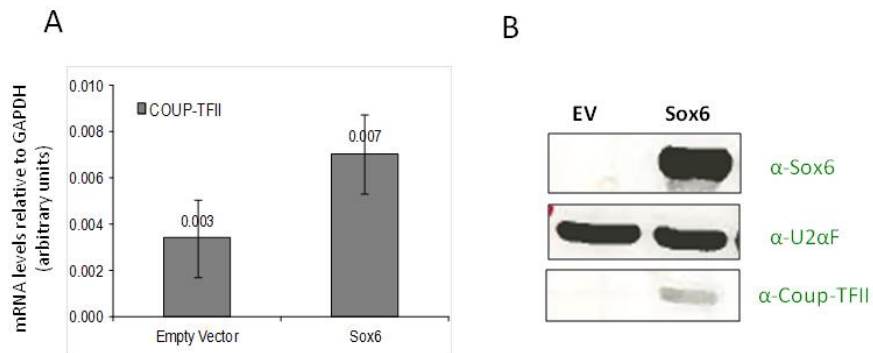 A
mRNA levels relative to GAPDH
(arbitrary units)
0.010
0.008
0.006
0.004
0.002
0.000
COUP-TFII
0.003
0.007
Empty Vector
Sox6
B
EV Sox6
α-Sox6
α-U2αF
α-Coup-TFII